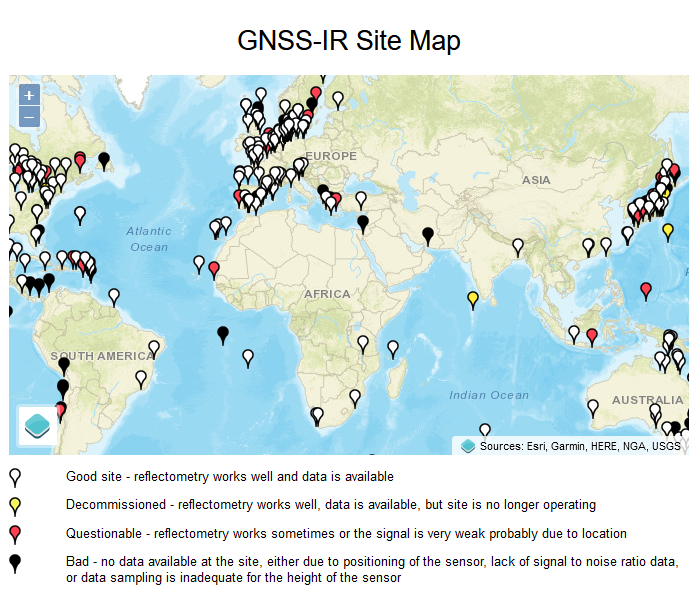 GNSS-IR Site Map
+
−
EUROPE
ASIA
Atlantic
Ocean
AFRICA
SOUTH AMERICA
Indian Ocean
AUSTRALIA
Sources: Esri, Garmin, HERE, NGA, USGS
Good site - reflectometry works well and data is available
Decommissioned - reflectometry works well, data is available, but site is no longer operating
Questionable - reflectometry works sometimes or the signal is very weak probably due to location
Bad - no data available at the site, either due to positioning of the sensor, lack of signal to noise ratio data,
or data sampling is inadequate for the height of the sensor